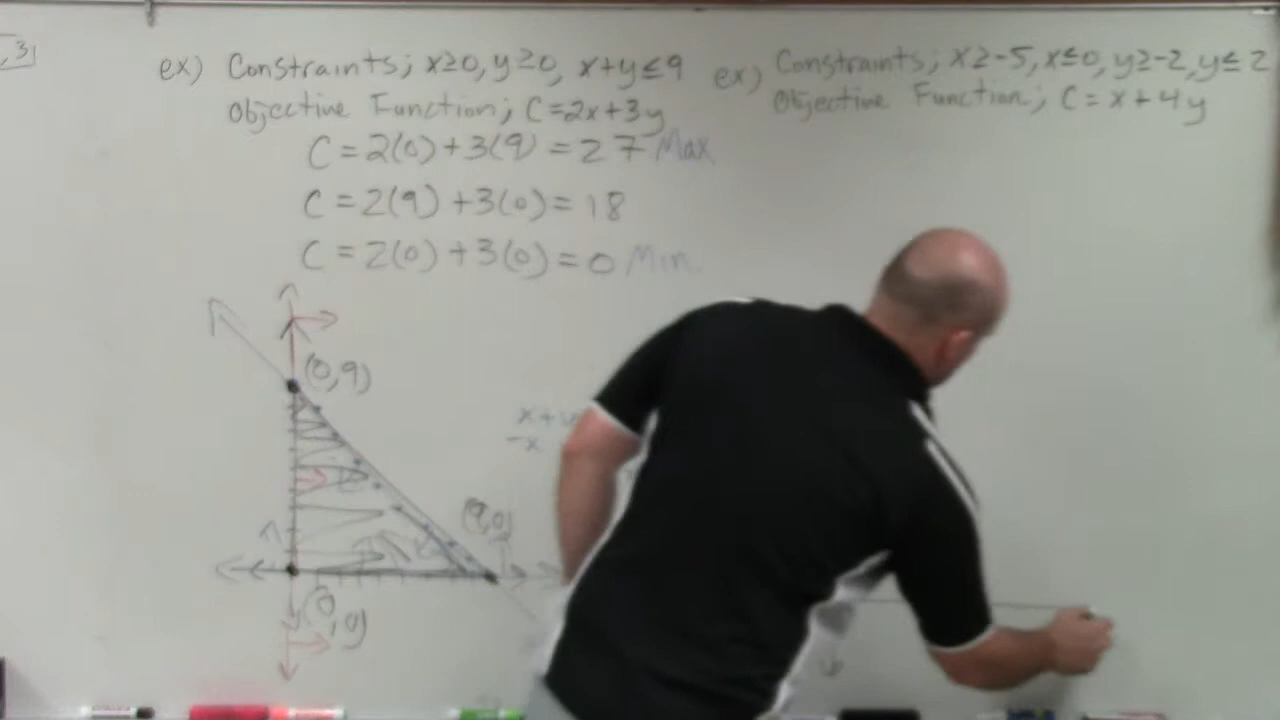 ,3)
ex) Constraints; x≥0, y≥0, x+y≤9
Objective Function; C=2x+3y
C=2(0)+3(9)=27 Max
C=2(9)+3(0)=18
C=2(0)+3(0)=0 Min
(0,9)
(9,0)
(0,0)
x+
-x
ex) Constraints; x≥-5, x≤0, y≥-2, y≤2
Objective Function; C=x+4y